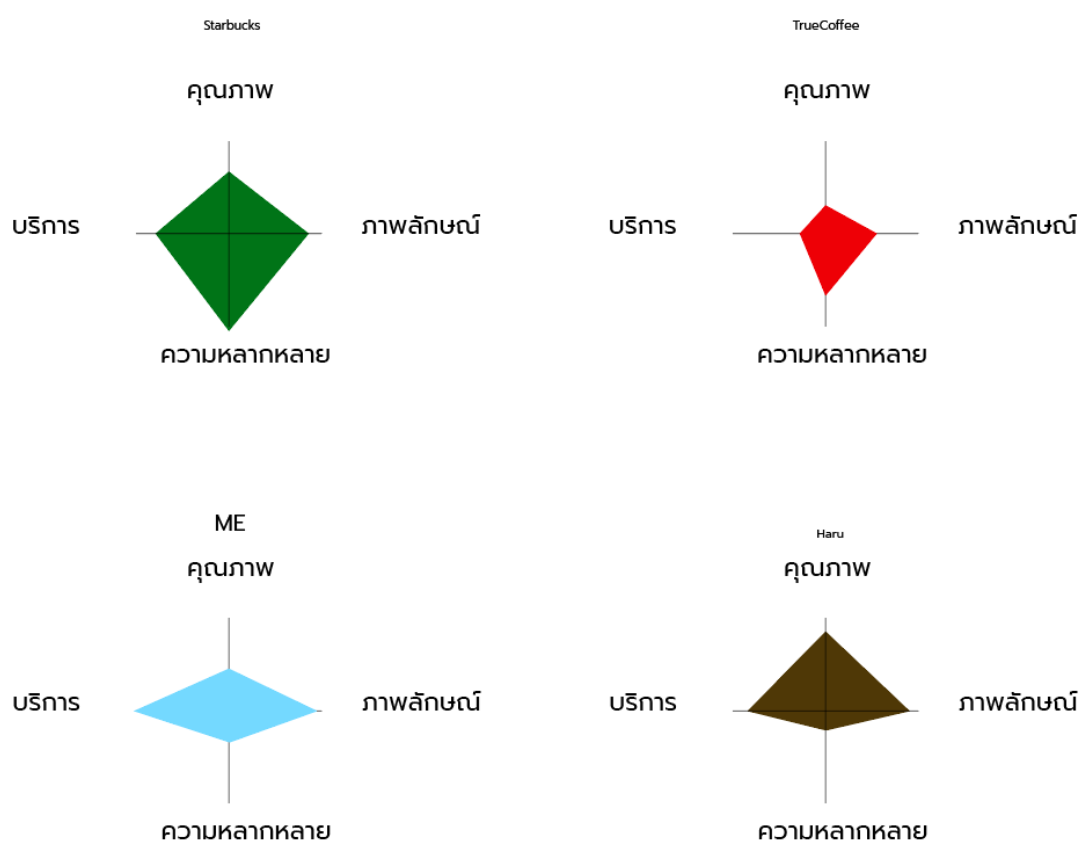 Starbucks
คุณภาพ
บริการ
ภาพลักษณ์
ความหลากหลาย
TrueCoffee
คุณภาพ
บริการ
ภาพลักษณ์
ความหลากหลาย
ME
คุณภาพ
บริการ
ภาพลักษณ์
ความหลากหลาย
Haru
คุณภาพ
บริการ
ภาพลักษณ์
ความหลากหลาย